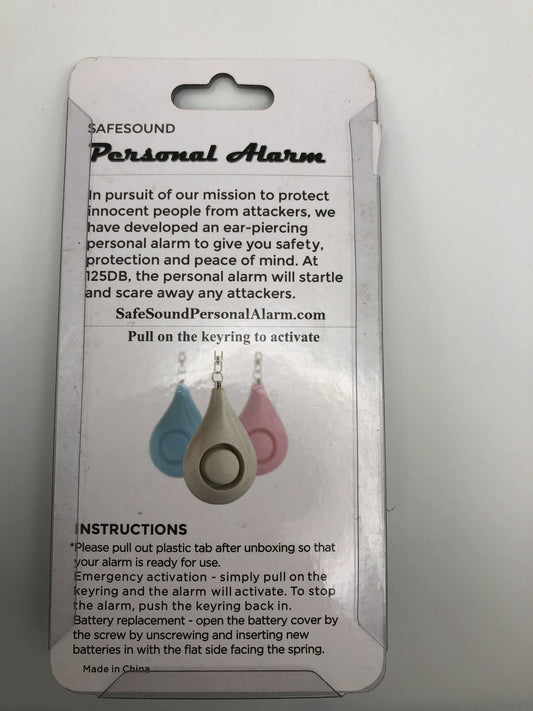 SAFESOUND
Personal Alarm
In pursuit of our mission to protect
innocent people from attackers, we
have developed an ear-piercing
personal alarm to give you safety,
protection and peace of mind. At
125DB, the personal alarm will startle
and scare away any attackers.
SafeSoundPersonalAlarm.com
Pull on the keyring to activate
INSTRUCTIONS
*Please pull out plastic tab after unboxing so that
your alarm is ready for use.
Emergency activation - simply pull on the
keyring and the alarm will activate. To stop
the alarm, push the keyring back in.
Battery replacement - open the battery cover by
the screw by unscrewing and inserting new
batteries in with the flat side facing the spring.
Made in China